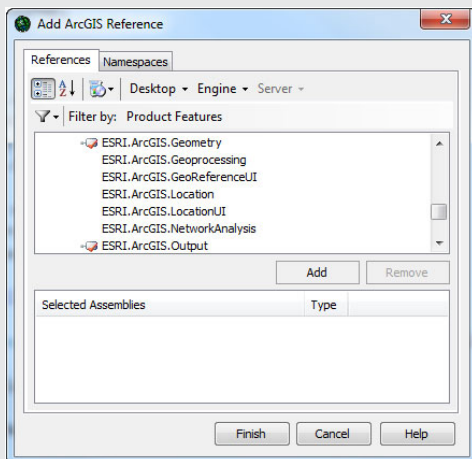 Add ArcGIS Reference
References Namespaces
Desktop Engine Server
Filter by: Product Features
ESRI.ArcGIS.Geometry
ESRI.ArcGIS.Geoprocessing
ESRI.ArcGIS.GeoReferenceUI
ESRI.ArcGIS.Location
ESRI.ArcGIS.LocationUI
ESRI.ArcGIS.NetworkAnalysis
ESRI.ArcGIS.Output
Add Remove
Selected Assemblies Type
Finish Cancel Help